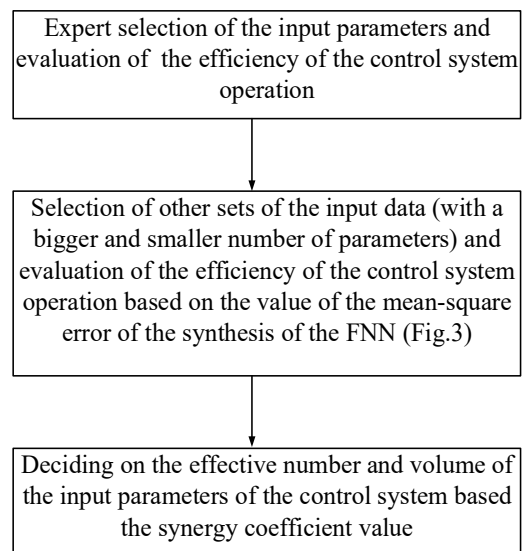 Expert selection of the input parameters and
evaluation of the efficiency of the control system
operation
Selection of other sets of the input data (with a
bigger and smaller number of parameters) and
evaluation of the efficiency of the control system
operation based on the value of the mean-square
error of the synthesis of the FNN (Fig.3)
Deciding on the effective number and volume of
the input parameters of the control system based
the synergy coefficient value